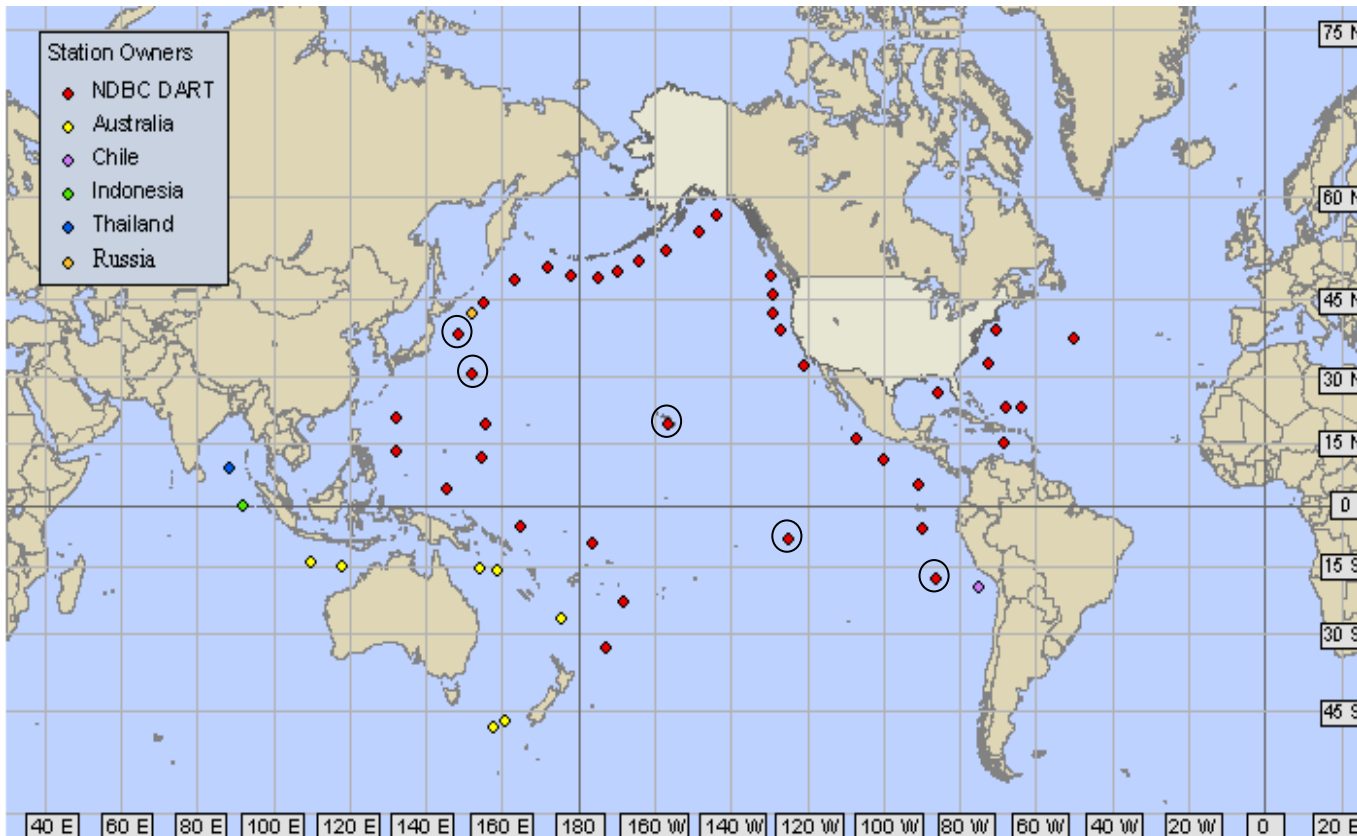 Station Owners
NDBC DART
Australia
Chile
Indonesia
Thailand
Russia
75 N
60 N
45 N
30 N
15 N
0
15 S
30 S
45 S
40 E 60 E 80 E 100 E 120 E 140 E 160 E 180 160 W 140 W 120 W 100 W 80 W 60 W 40 W 20 W 0 20 E